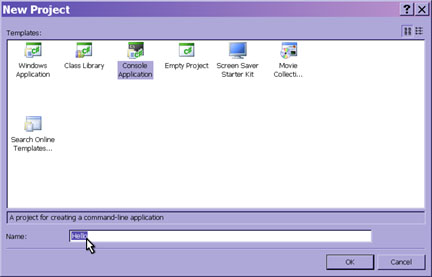 New Project
Templates:
Windows Application
Class Library
Console Application
Empty Project
Screen Saver Starter Kit
Movie Collecti...
Search Online Templates...
A project for creating a command-line application
Name:
Hello
OK
Cancel